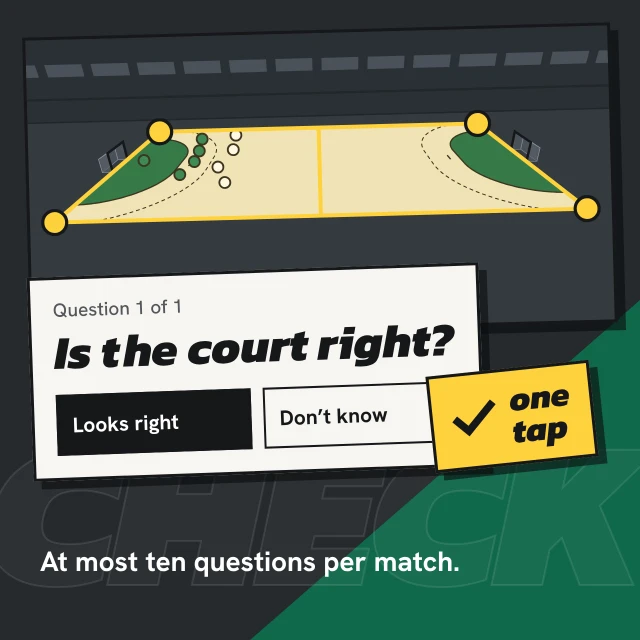 Question 1 of 1
Is the court right?
Looks right
Don't know
one
tap
CHECK
At most ten questions per match.